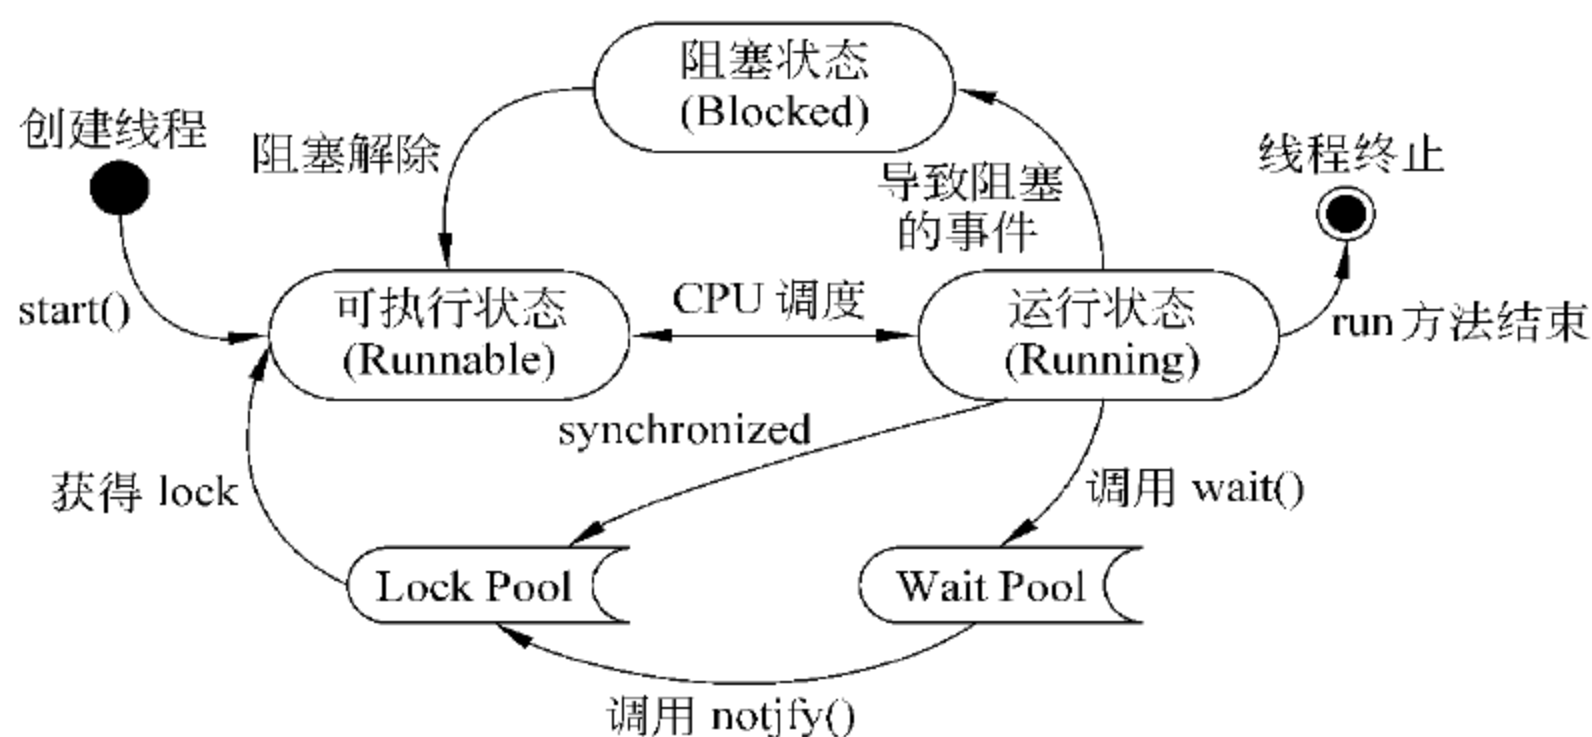 阻塞状态
(Blocked)
创建线程
阻塞解除
导致阻塞
的事件
线程终止
start()
可执行状态
(Runnable)
CPU 调度
运行状态
(Running)
run 方法结束
synchronized
获得 lock
调用 wait()
Lock Pool
Wait Pool
调用 notjfy()